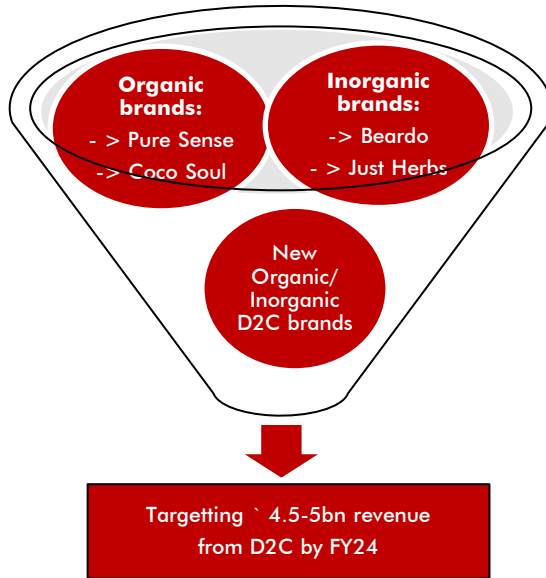 Organic
brands:
- > Pure Sense
-> Coco Soul
Inorganic
brands:
-> Beardo
- > Just Herbs
New
Organic/
Inorganic
D2C brands
Targetting ` 4.5-5bn revenue
from D2C by FY24